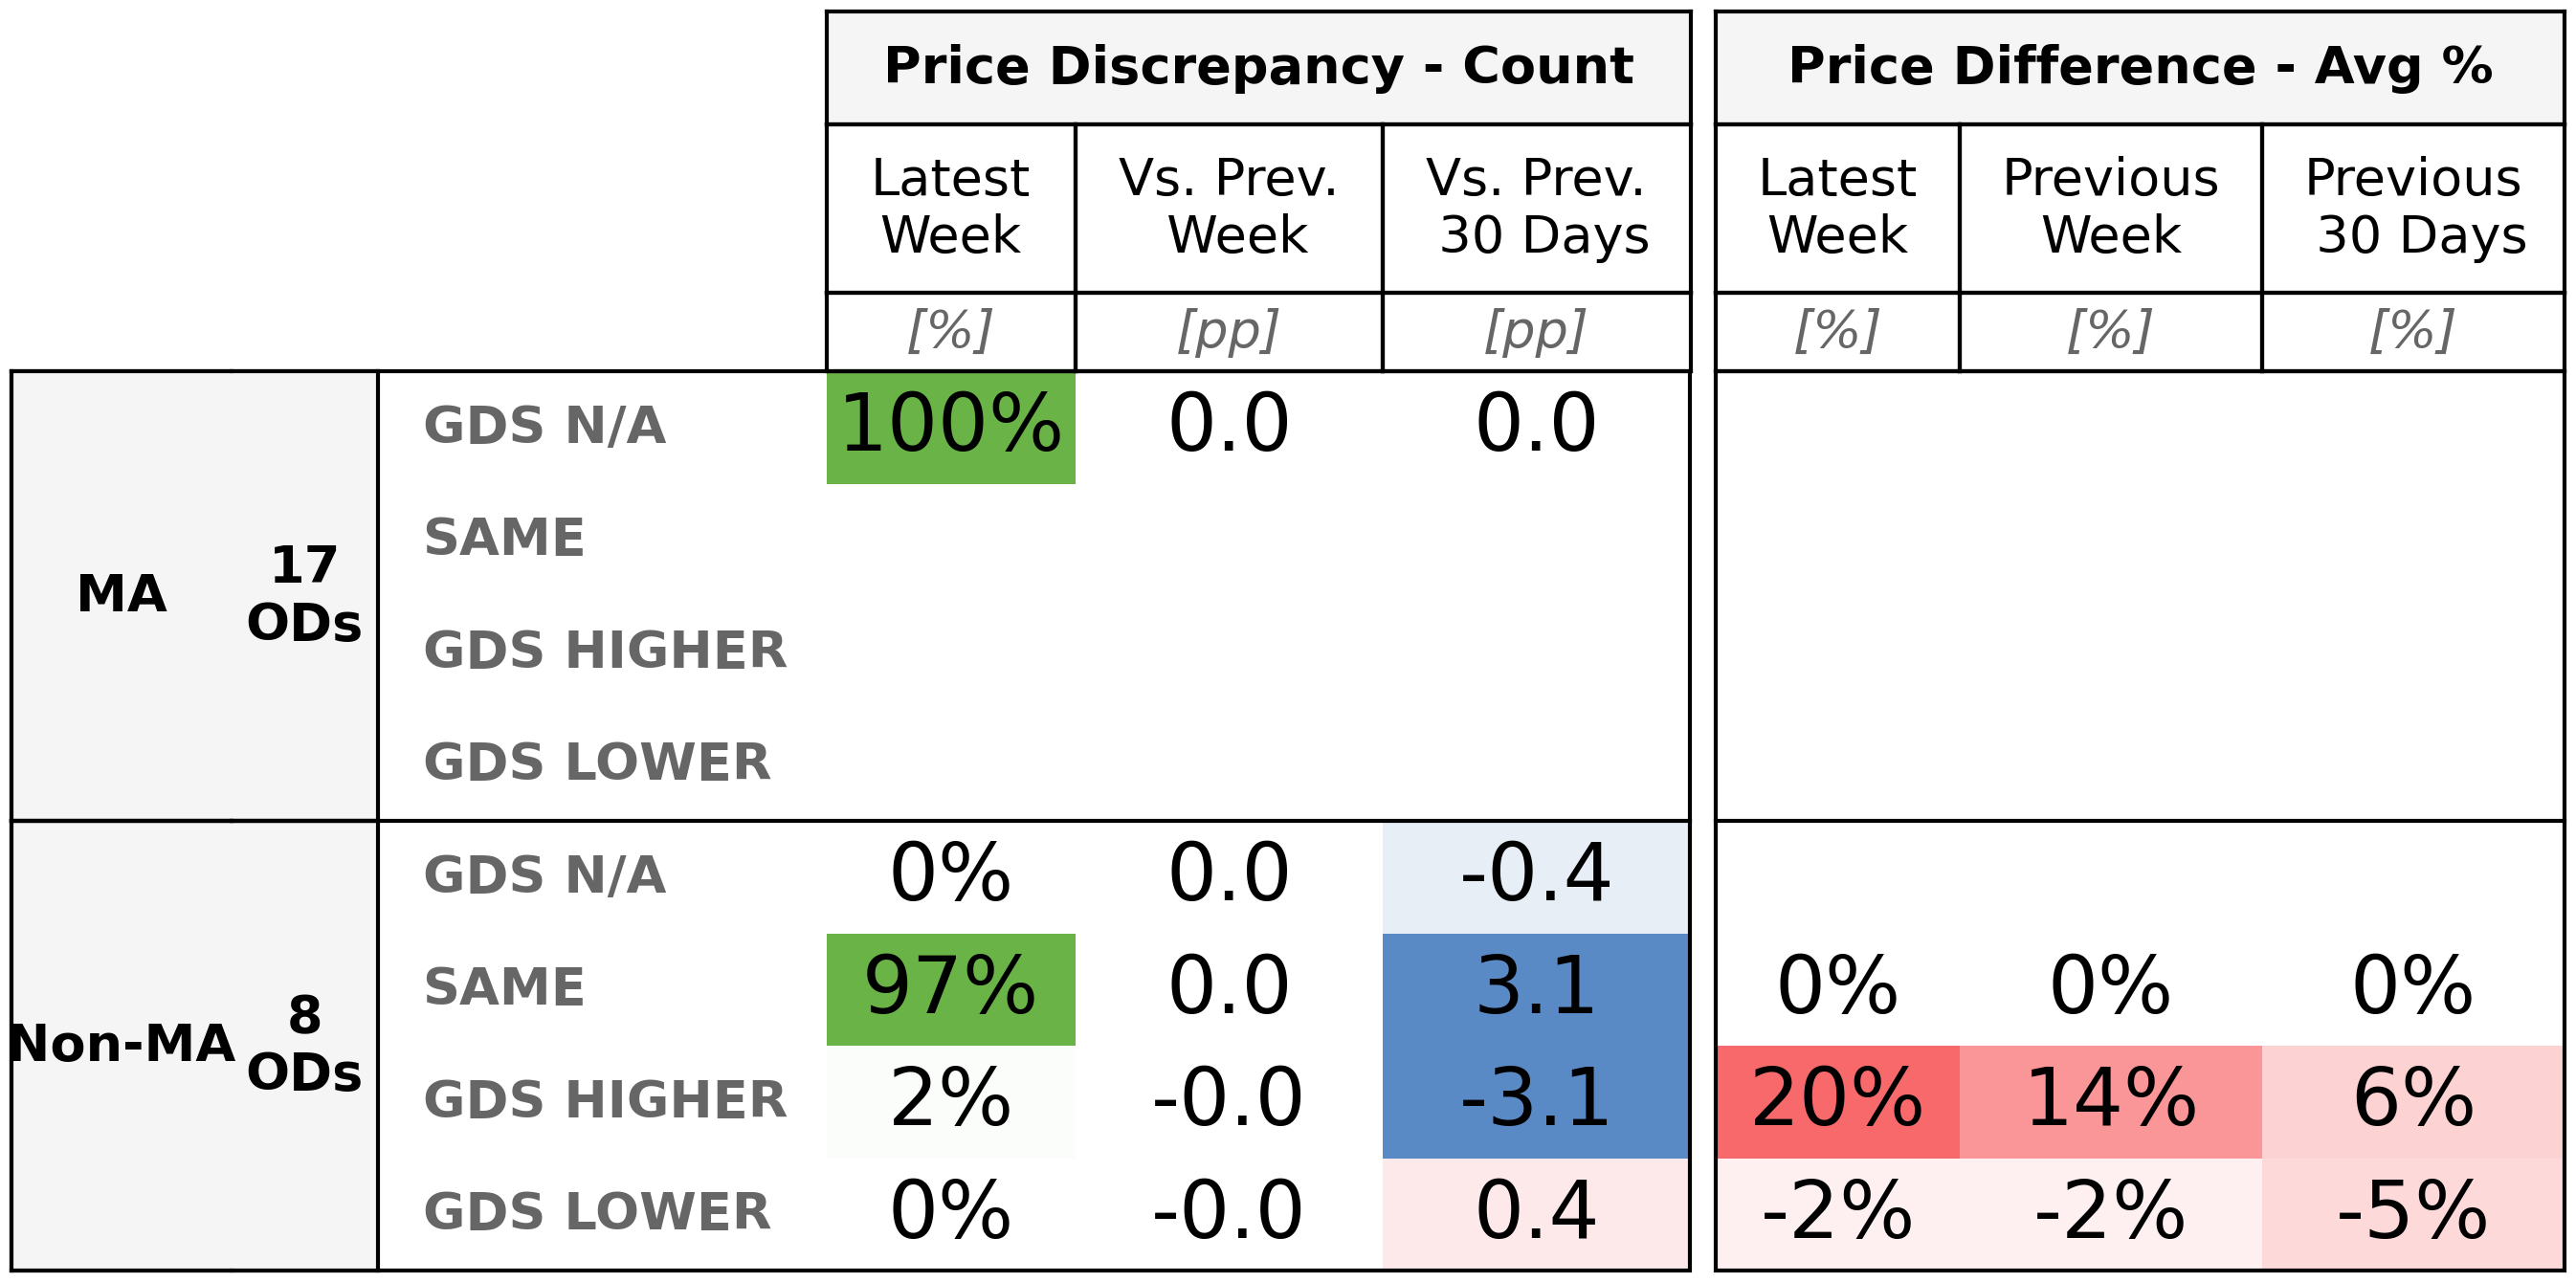 Price Discrepancy - Count Price Difference - Avg %
Latest Week Vs. Prev. Week Vs. Prev. 30 Days Latest Week Previous Week Previous 30 Days
[%] [pp] [pp] [%] [%] [%]
MA 17 ODs
GDS N/A 100% 0.0 0.0
SAME
GDS HIGHER
GDS LOWER
Non-MA 8 ODs
GDS N/A 0% 0.0 -0.4
SAME 97% 0.0 3.1 0% 0% 0%
GDS HIGHER 2% -0.0 -3.1 20% 14% 6%
GDS LOWER 0% -0.0 0.4 -2% -2% -5%